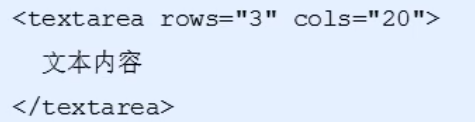 <textarea rows="3" cols="20">
文本内容
</textarea>